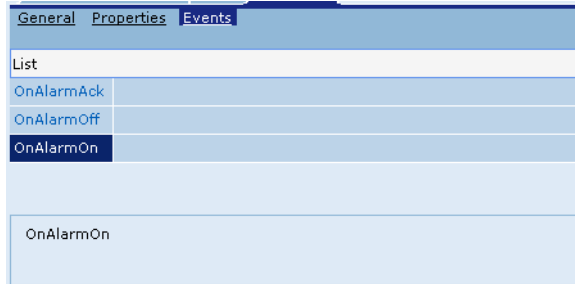 General Properties Events
List
OnAlarmAck
OnAlarmOff
OnAlarmOn
OnAlarmOn